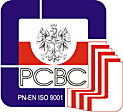 PCBC
PN-EN ISO 9001